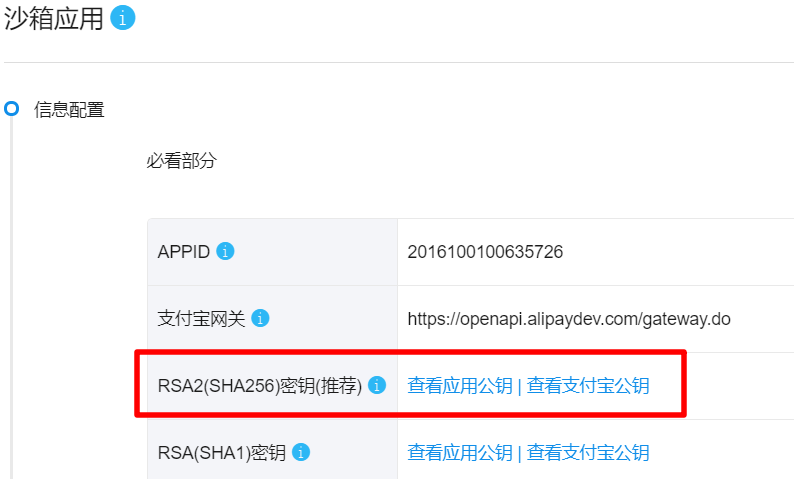 沙箱应用
信息配置
必看部分
APPID 2016100100635726
支付宝网关 https://openapi.alipaydev.com/gateway.do
RSA2(SHA256)密钥(推荐) 查看应用公钥 | 查看支付宝公钥
RSA(SHA1)密钥 查看应用公钥 | 查看支付宝公钥